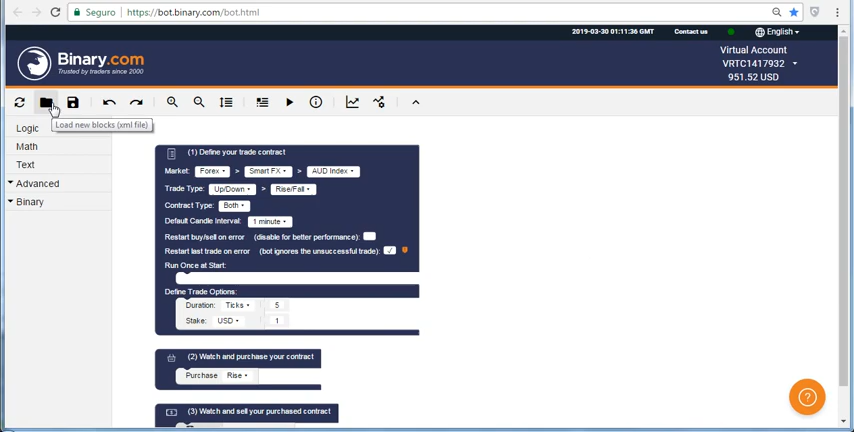 Seguro | https://bot.binary.com/bot.html
2019-03-30 01:11:36 GMT Contact us English
Binary.com
Trusted by traders since 2000
Virtual Account
VRTC1417932
951.52 USD
Load new blocks (xml file)
Logic
Math
Text
Advanced
Binary
(1) Define your trade contract
Market: Forex > Smart FX > AUD Index
Trade Type: Up/Down > Rise/Fall
Contract Type: Both
Default Candle Interval: 1 minute
Restart buy/sell on error (disable for better performance):
Restart last trade on error (bot ignores the unsuccessful trade):
Run Once at Start:
Define Trade Options:
Duration: Ticks 5
Stake: USD 1
(2) Watch and purchase your contract
Purchase Rise
(3) Watch and sell your purchased contract